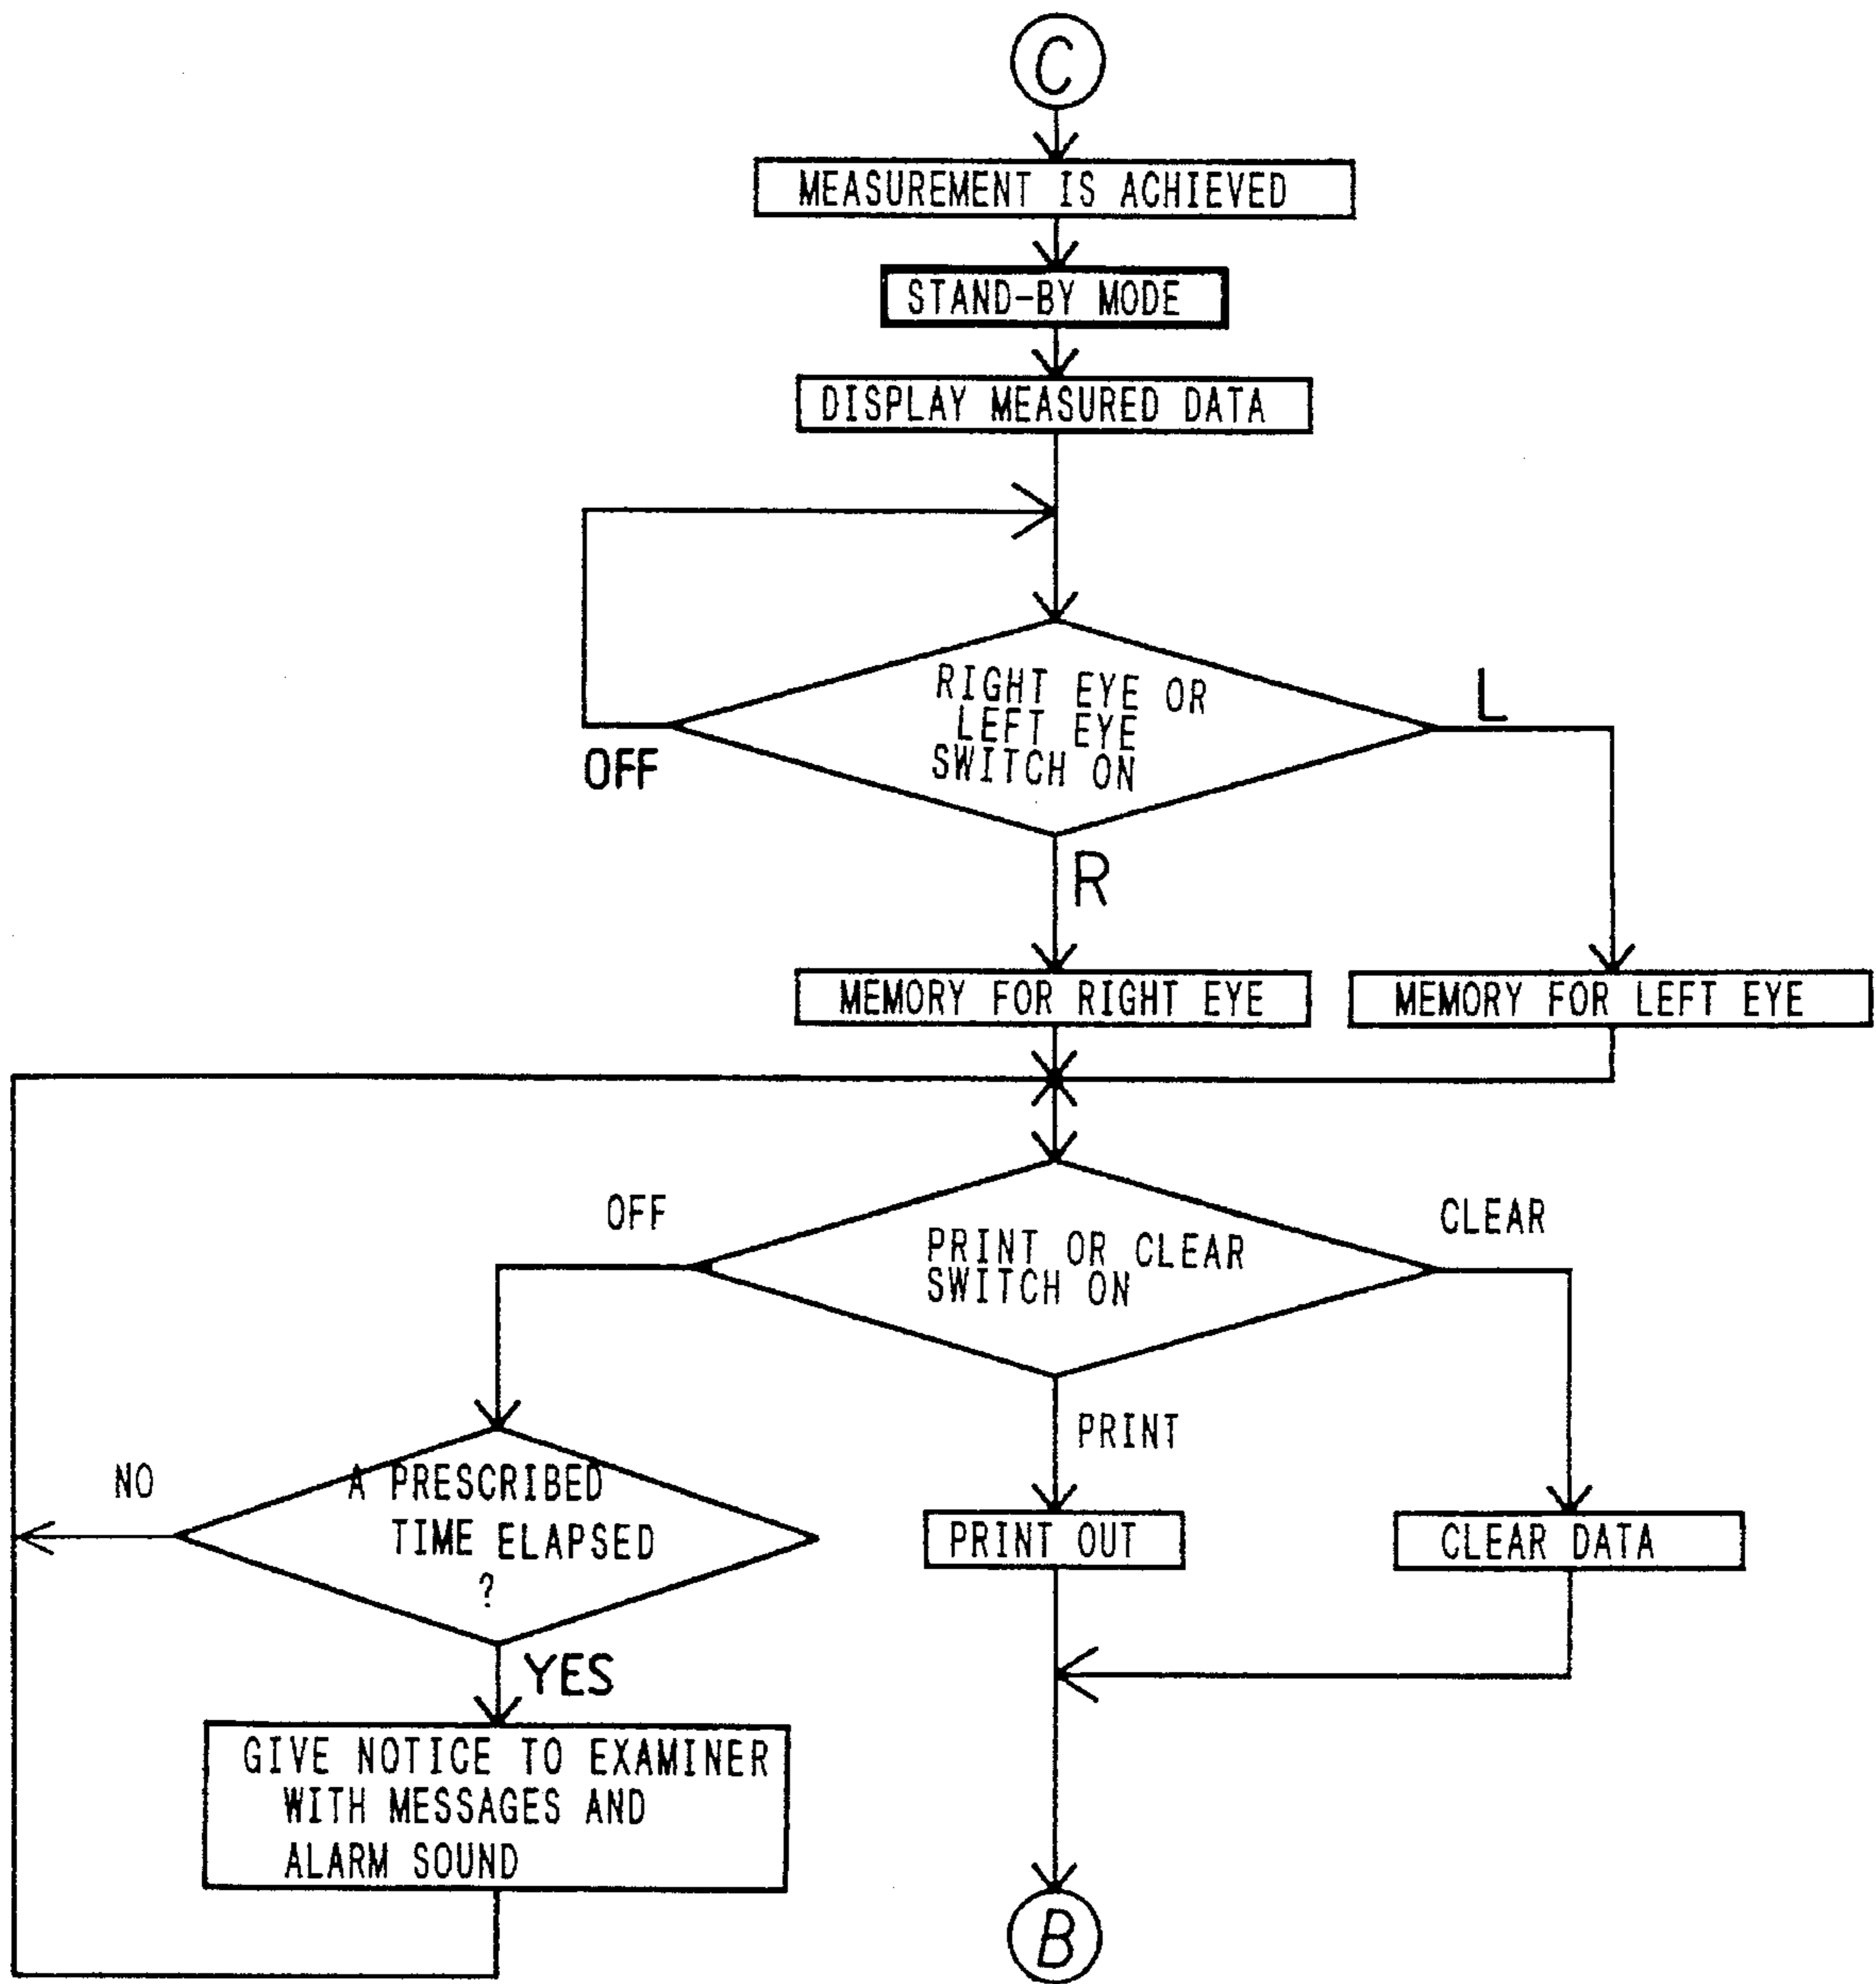 C
MEASUREMENT IS ACHIEVED
STAND-BY MODE
DISPLAY MEASURED DATA
RIGHT EYE OR
LEFT EYE
SWITCH ON
L
OFF
R
MEMORY FOR RIGHT EYE
MEMORY FOR LEFT EYE
OFF
CLEAR
PRINT OR CLEAR
SWITCH ON
PRINT
NO
A PRESCRIBED
TIME ELAPSED
?
PRINT OUT
CLEAR DATA
YES
GIVE NOTICE TO EXAMINER
WITH MESSAGES AND
ALARM SOUND
B